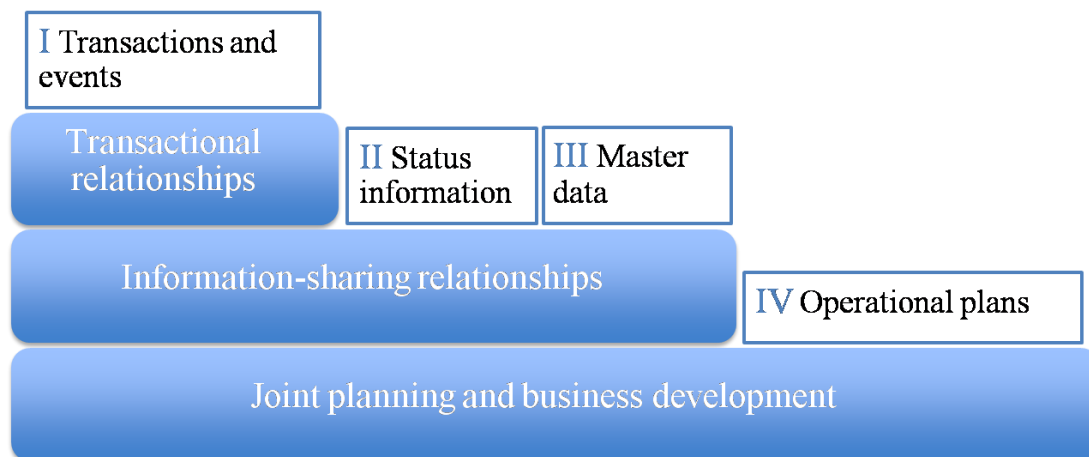 I Transactions and
events
Transactional
relationships
II Status
information
III Master
data
Information-sharing relationships
IV Operational plans
Joint planning and business development